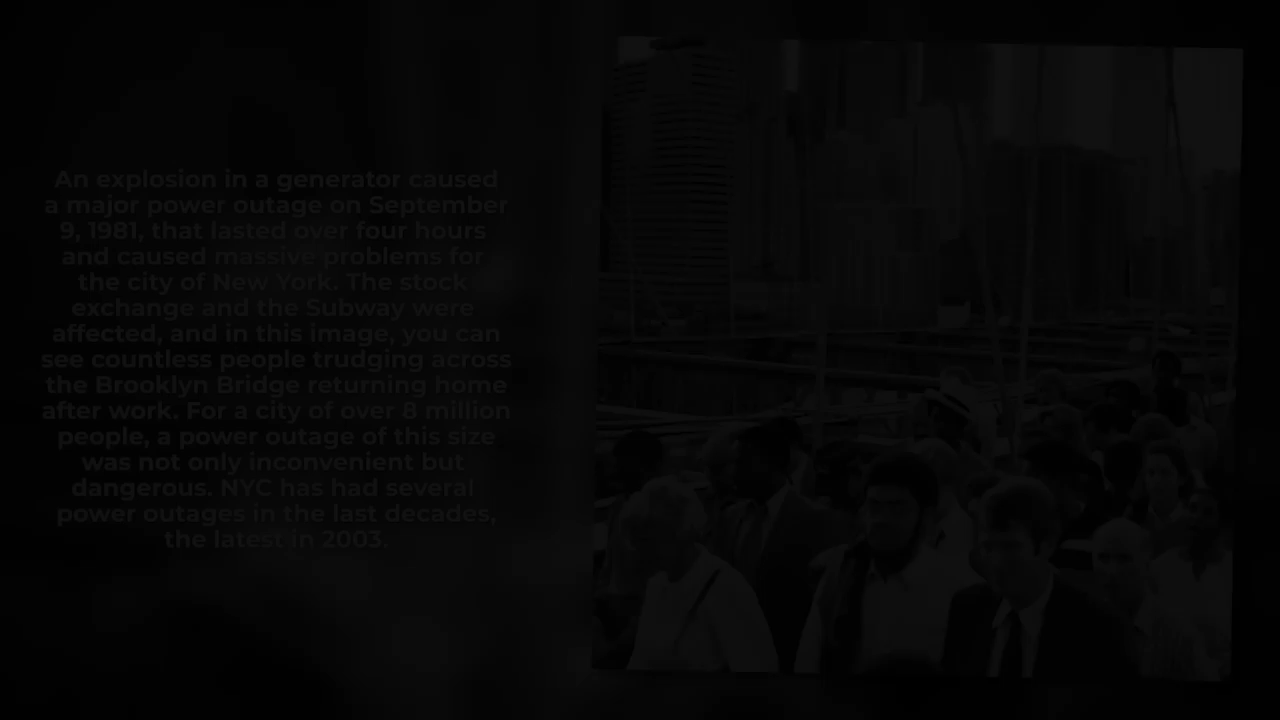 An explosion in a generator caused
a major power outage on September
9, 1981, that lasted over four hours
and caused massive problems for
the city of New York. The stock
exchange and the Subway were
affected, and in this image, you can
see countless people trudging across
the Brooklyn Bridge returning home
after work. For a city of over 8 million
people, a power outage of this size
was not only inconvenient but
dangerous. NYC has had several
power outages in the last decades,
the latest in 2003.